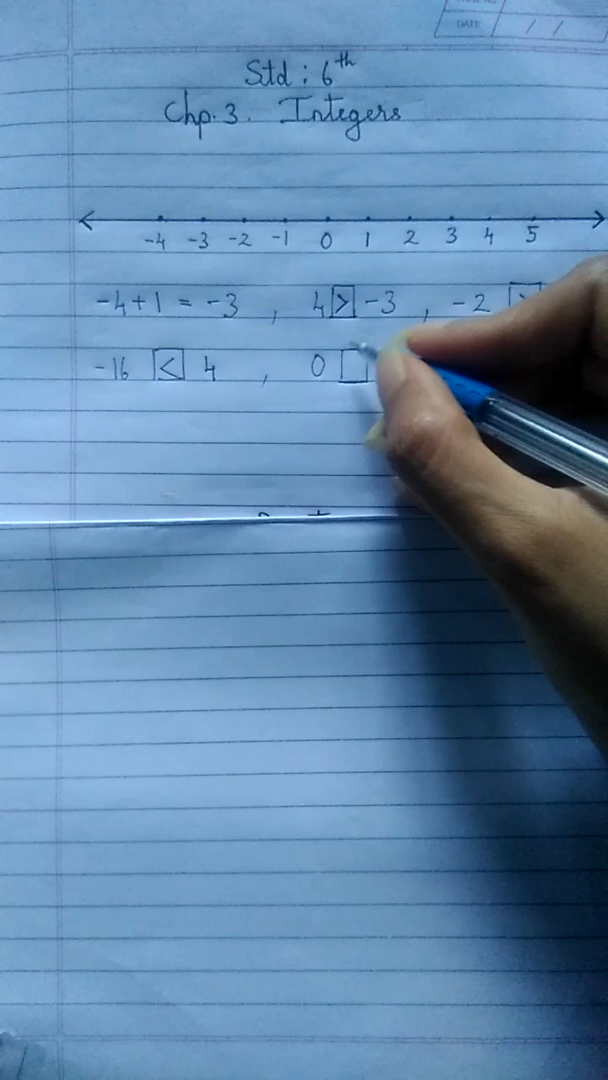 DATE / /
Std : 6th
Chp. 3. Integers
-4 -3 -2 -1 0 1 2 3 4 5
-4+1 = -3 , 4 > -3 , -2 >
-16 < 4 , 0